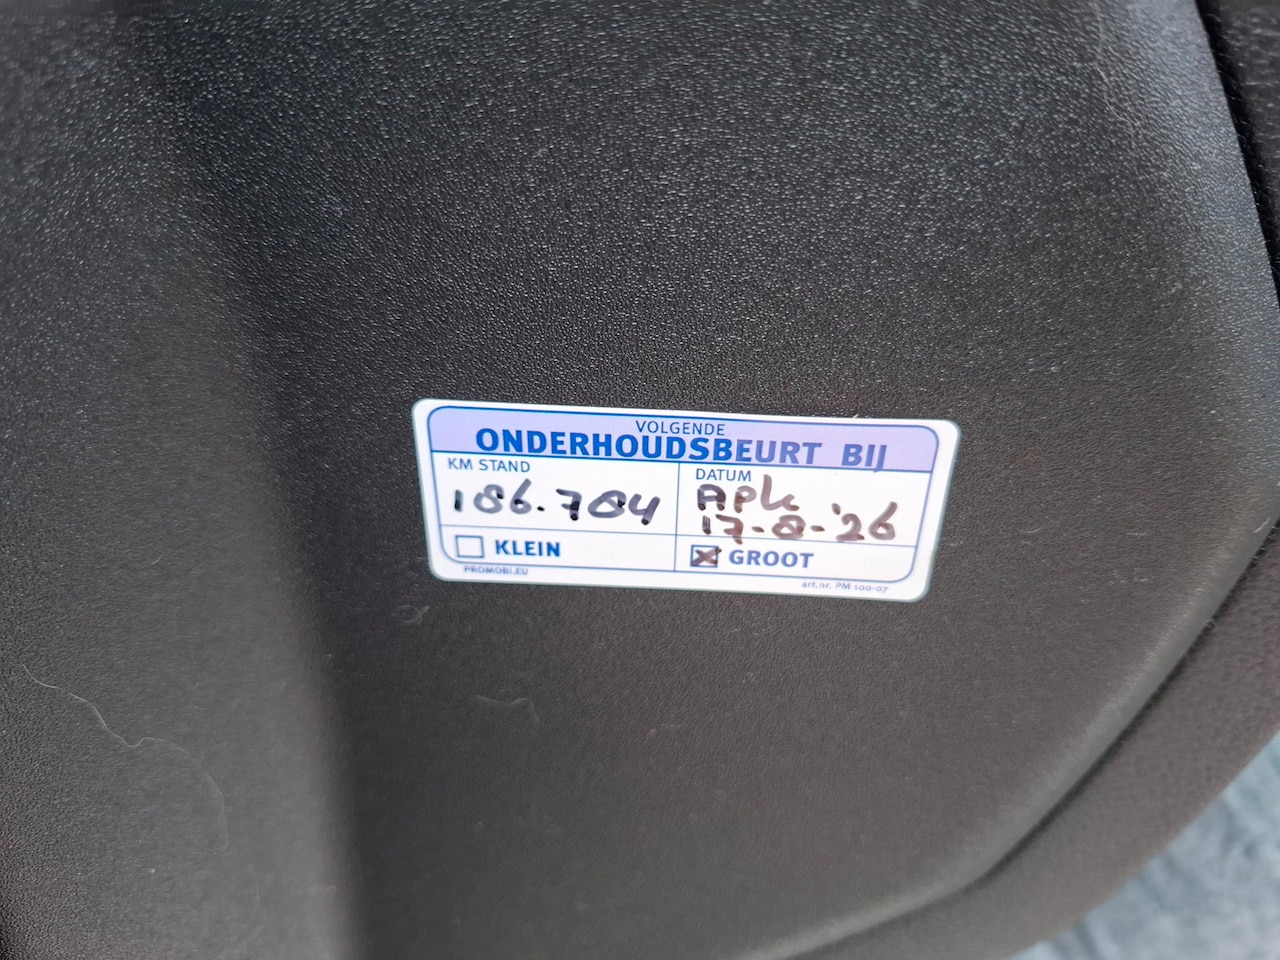 VOLGENDE
ONDERHOUDSBEURT BIJ
KM STAND
186.784
DATUM
APK
17-8-'26
KLEIN
GROOT
PROMOBI.EU
art.nr. PM 100-07